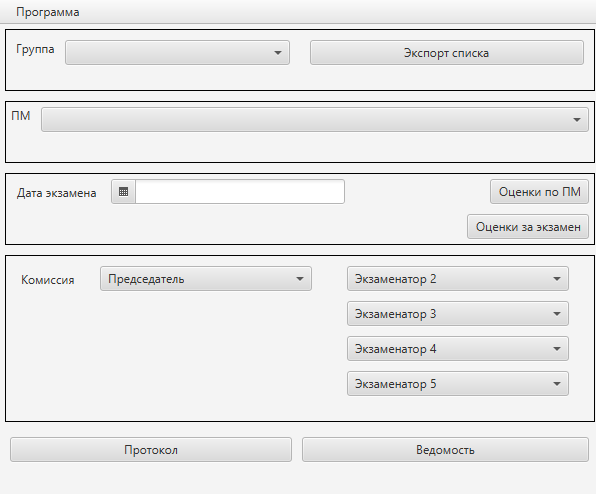 Программа
Группа
Экспорт списка
ПМ
Дата экзамена
Оценки по ПМ
Оценки за экзамен
Комиссия
Председатель
Экзаменатор 2
Экзаменатор 3
Экзаменатор 4
Экзаменатор 5
Протокол
Ведомость